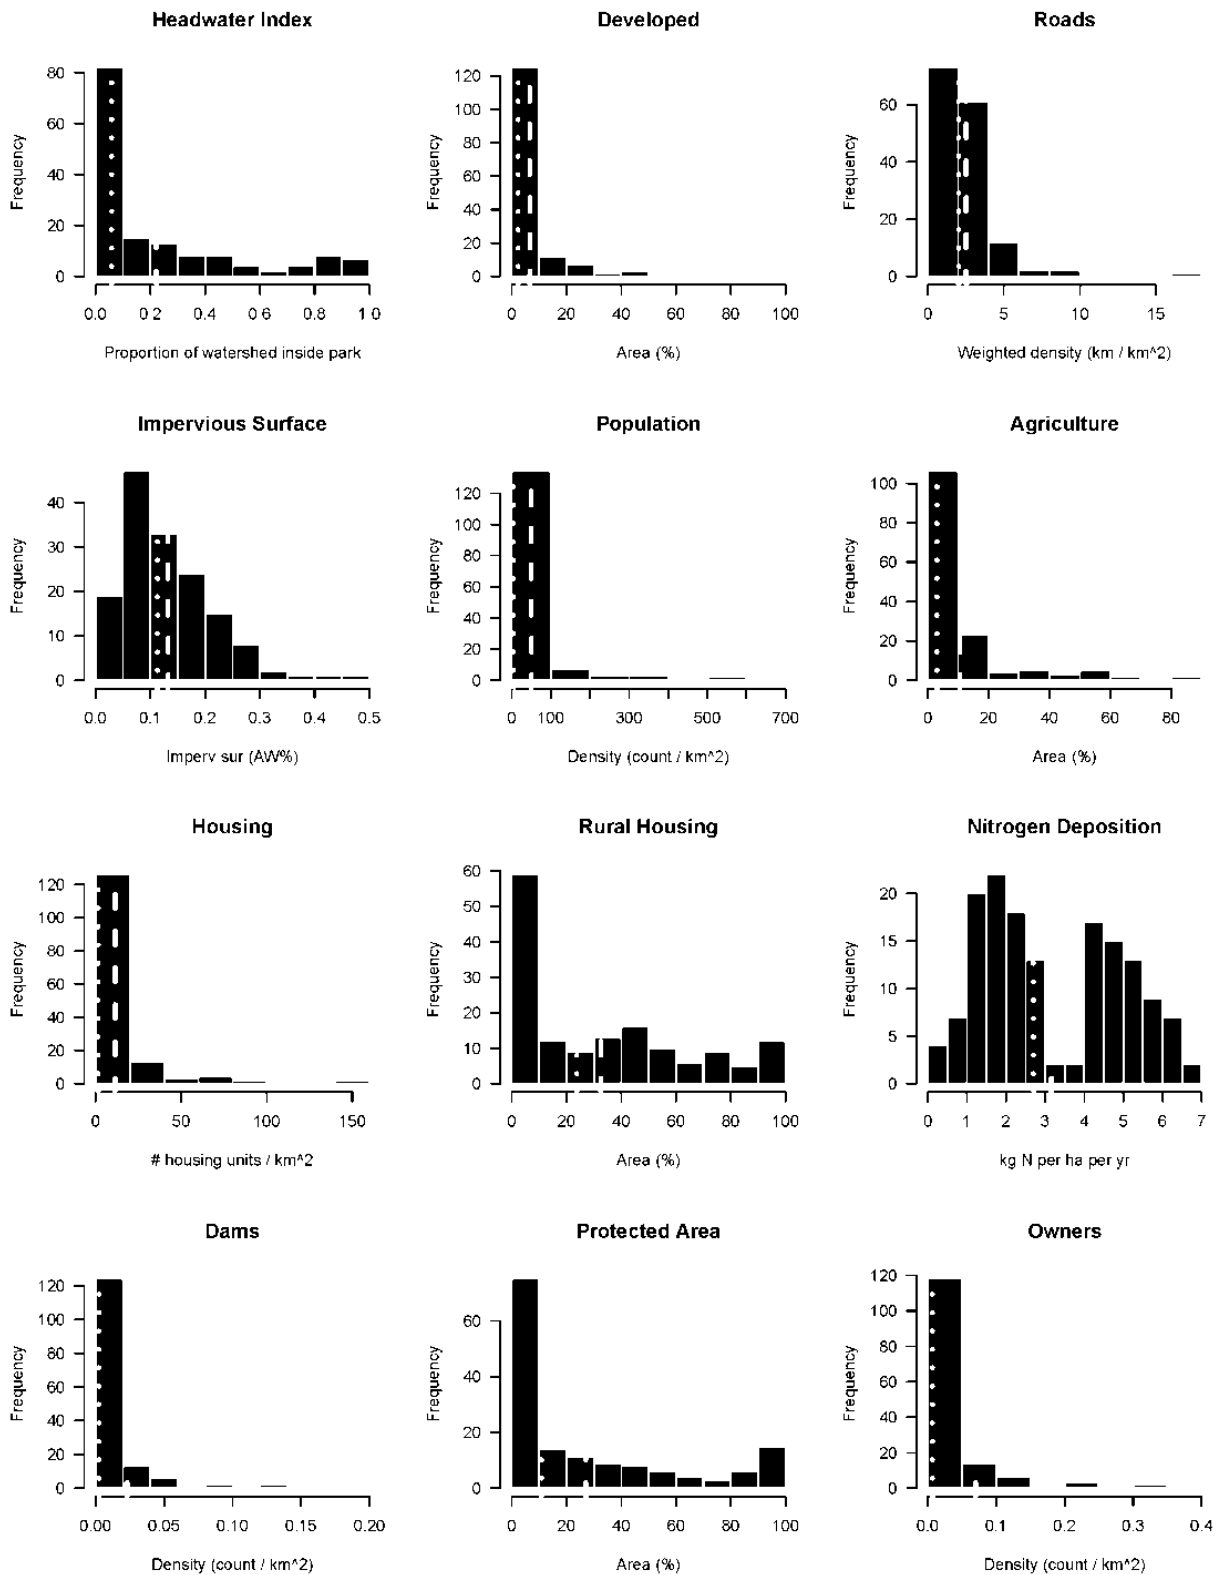 Headwater Index
Frequency
80
60
40
20
0
0.0 0.2 0.4 0.6 0.8 1.0
Proportion of watershed inside park
Developed
Frequency
120
100
80
60
40
20
0
0 20 40 60 80 100
Area (%)
Roads
Frequency
60
40
20
0
0 5 10 15
Weighted density (km / km^2)
Impervious Surface
Frequency
40
30
20
10
0
0.0 0.1 0.2 0.3 0.4 0.5
Imperv sur (AW%)
Population
Frequency
120
100
80
60
40
20
0
0 100 300 500 700
Density (count / km^2)
Agriculture
Frequency
100
80
60
40
20
0
0 20 40 60 80
Area (%)
Housing
Frequency
120
100
80
60
40
20
0
0 50 100 150
# housing units / km^2
Rural Housing
Frequency
60
50
40
30
20
10
0
0 20 40 60 80 100
Area (%)
Nitrogen Deposition
Frequency
20
15
10
5
0
0 1 2 3 4 5 6 7
kg N per ha per yr
Dams
Frequency
120
100
80
60
40
20
0
0.00 0.05 0.10 0.15 0.20
Density (count / km^2)
Protected Area
Frequency
60
40
20
0
0 20 40 60 80 100
Area (%)
Owners
Frequency
120
100
80
60
40
20
0
0.0 0.1 0.2 0.3 0.4
Density (count / km^2)